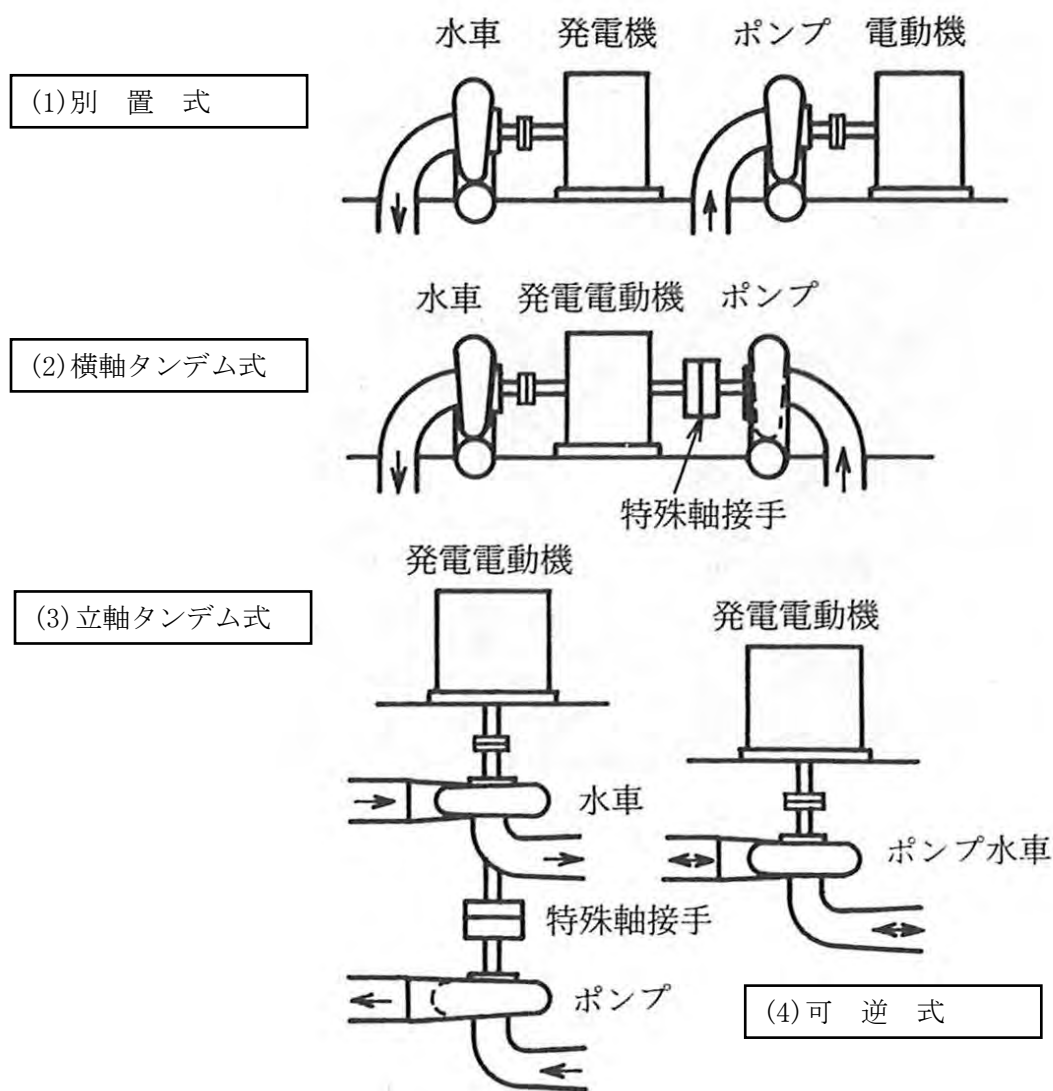 水車 発電機 ポンプ 電動機
(1)別 置 式
水車 発電電動機 ポンプ
(2)横軸タンデム式
特殊軸接手
発電電動機
(3)立軸タンデム式
発電電動機
水車
ポンプ水車
特殊軸接手
ポンプ
(4)可 逆 式